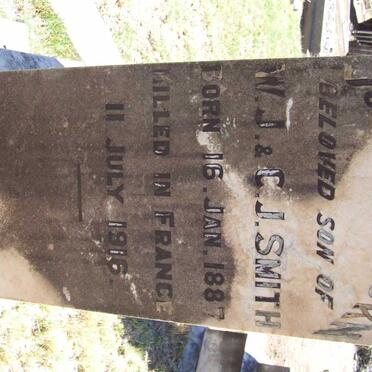 BELOVED SON OF
W. J. & C. J. SMITH
BORN 16. JAN. 1887
KILLED IN FRANCE
11 JULY 1916.